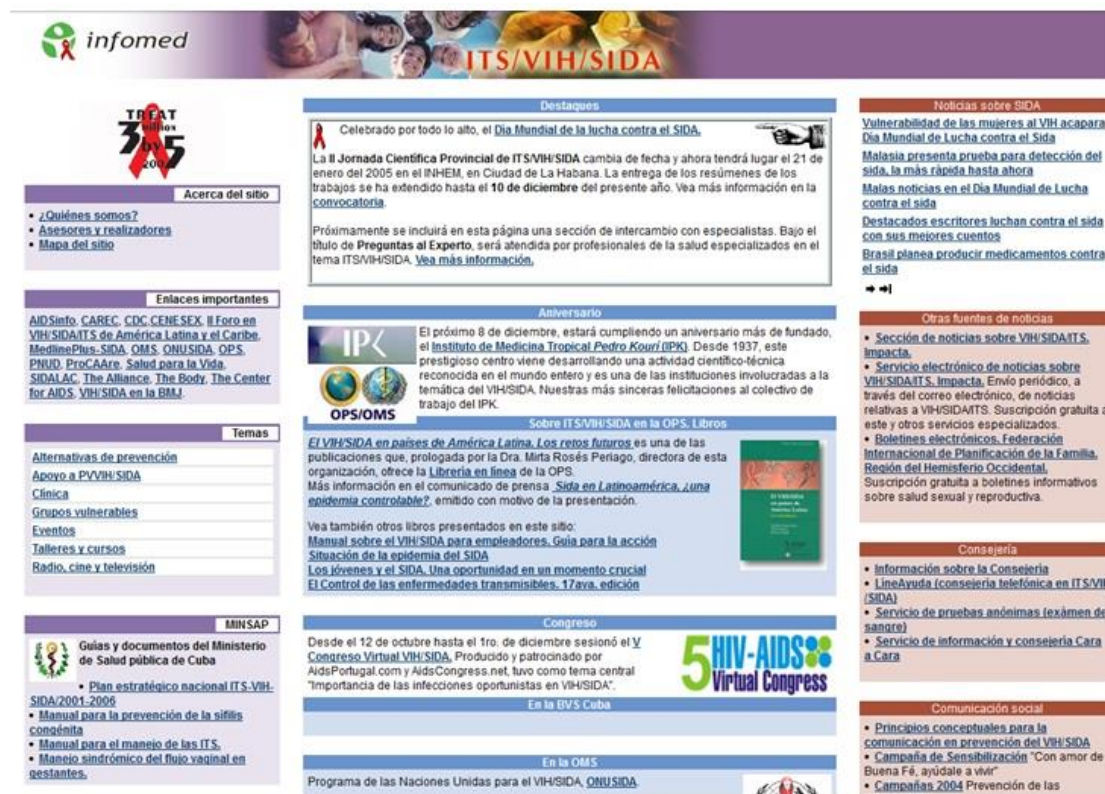 infomed
ITS/VIH/SIDA
TREAT
3 million
by 5
2005
Acerca del sitio
• ¿Quiénes somos?
• Asesores y realizadores
• Mapa del sitio
Enlaces importantes
AIDSinfo, CAREC, CDC,CENESEX, II Foro en
VIH/SIDA/ITS de América Latina y el Caribe,
MedlinePlus-SIDA, OMS, ONUSIDA, OPS,
PNUD, ProCAAre, Salud para la Vida,
SIDALAC, The Alliance, The Body, The Center
for AIDS, VIH/SIDA en la BMJ
Temas
Alternativas de prevención
Apoyo a PVVIH/SIDA
Clínica
Grupos vulnerables
Eventos
Talleres y cursos
Radio, cine y televisión
MINSAP
Guías y documentos del Ministerio
de Salud pública de Cuba
• Plan estratégico nacional ITS-VIH-
SIDA/2001-2006
• Manual para la prevención de la sífilis
congénita
• Manual para el manejo de las ITS.
• Manejo sindrómico del flujo vaginal en
gestantes.
Destaques
Celebrado por todo lo alto, el Día Mundial de la lucha contra el SIDA.
La II Jornada Científica Provincial de ITS/VIH/SIDA cambia de fecha y ahora tendrá lugar el 21 de
enero del 2005 en el INHEM, en Ciudad de La Habana. La entrega de los resúmenes de los
trabajos se ha extendido hasta el 10 de diciembre del presente año. Vea más información en la
convocatoria.
Próximamente se incluirá en esta página una sección de intercambio con especialistas. Bajo el
título de Preguntas al Experto, será atendida por profesionales de la salud especializados en el
tema ITS/VIH/SIDA. Vea más información.
Aniversario
IPK
OPS/OMS
El próximo 8 de diciembre, estará cumpliendo un aniversario más de fundado,
el Instituto de Medicina Tropical Pedro Kourí (IPK). Desde 1937, este
prestigioso centro viene desarrollando una actividad científico-técnica
reconocida en el mundo entero y es una de las instituciones involucradas a la
temática del VIH/SIDA. Nuestras más sinceras felicitaciones al colectivo de
trabajo del IPK.
Sobre ITS/VIH/SIDA en la OPS. Libros
El VIH/SIDA en países de América Latina. Los retos futuros es una de las
publicaciones que, prologada por la Dra. Mirta Rosés Periago, directora de esta
organización, ofrece la Librería en línea de la OPS.
Más información en el comunicado de prensa Sida en Latinoamérica, ¿una
epidemia controlable?, emitido con motivo de la presentación.
Vea también otros libros presentados en este sitio:
Manual sobre el VIH/SIDA para empleadores. Guía para la acción
Situación de la epidemia del SIDA
Los jóvenes y el SIDA. Una oportunidad en un momento crucial
El Control de las enfermedades transmisibles. 17ava. edición
Congreso
Desde el 12 de octubre hasta el 1ro. de diciembre sesionó el V
Congreso Virtual VIH/SIDA. Producido y patrocinado por
AidsPortugal.com y AidsCongress.net, tuvo como tema central
"Importancia de las infecciones oportunistas en VIH/SIDA".
5 HIV-AIDS
Virtual Congress
En la BVS Cuba
En la OMS
Programa de las Naciones Unidas para el VIH/SIDA, ONUSIDA
Noticias sobre SIDA
Vulnerabilidad de las mujeres al VIH acapara
Día Mundial de Lucha contra el Sida
Malasia presenta prueba para detección del
sida, la más rápida hasta ahora
Malas noticias en el Día Mundial de Lucha
contra el sida
Destacados escritores luchan contra el sida
con sus mejores cuentos
Brasil planea producir medicamentos contra
el sida
Otras fuentes de noticias
• Sección de noticias sobre VIH/SIDA/ITS.
Impacta.
• Servicio electrónico de noticias sobre
VIH/SIDA/ITS. Impacta. Envío periódico, a
través del correo electrónico, de noticias
relativas a VIH/SIDA/ITS. Suscripción gratuita a
este y otros servicios especializados.
• Boletines electrónicos. Federación
Internacional de Planificación de la Familia.
Región del Hemisferio Occidental.
Suscripción gratuita a boletines informativos
sobre salud sexual y reproductiva.
Consejería
• Información sobre la Consejería
• LíneAyuda (consejería telefónica en ITS/VIH
/SIDA)
• Servicio de pruebas anónimas (exámen de
sangre)
• Servicio de información y consejería Cara
a Cara
Comunicación social
• Principios conceptuales para la
comunicación en prevención del VIH/SIDA
• Campaña de Sensibilización "Con amor de
Buena Fé, ayúdale a vivir"
• Campañas 2004 Prevención de las